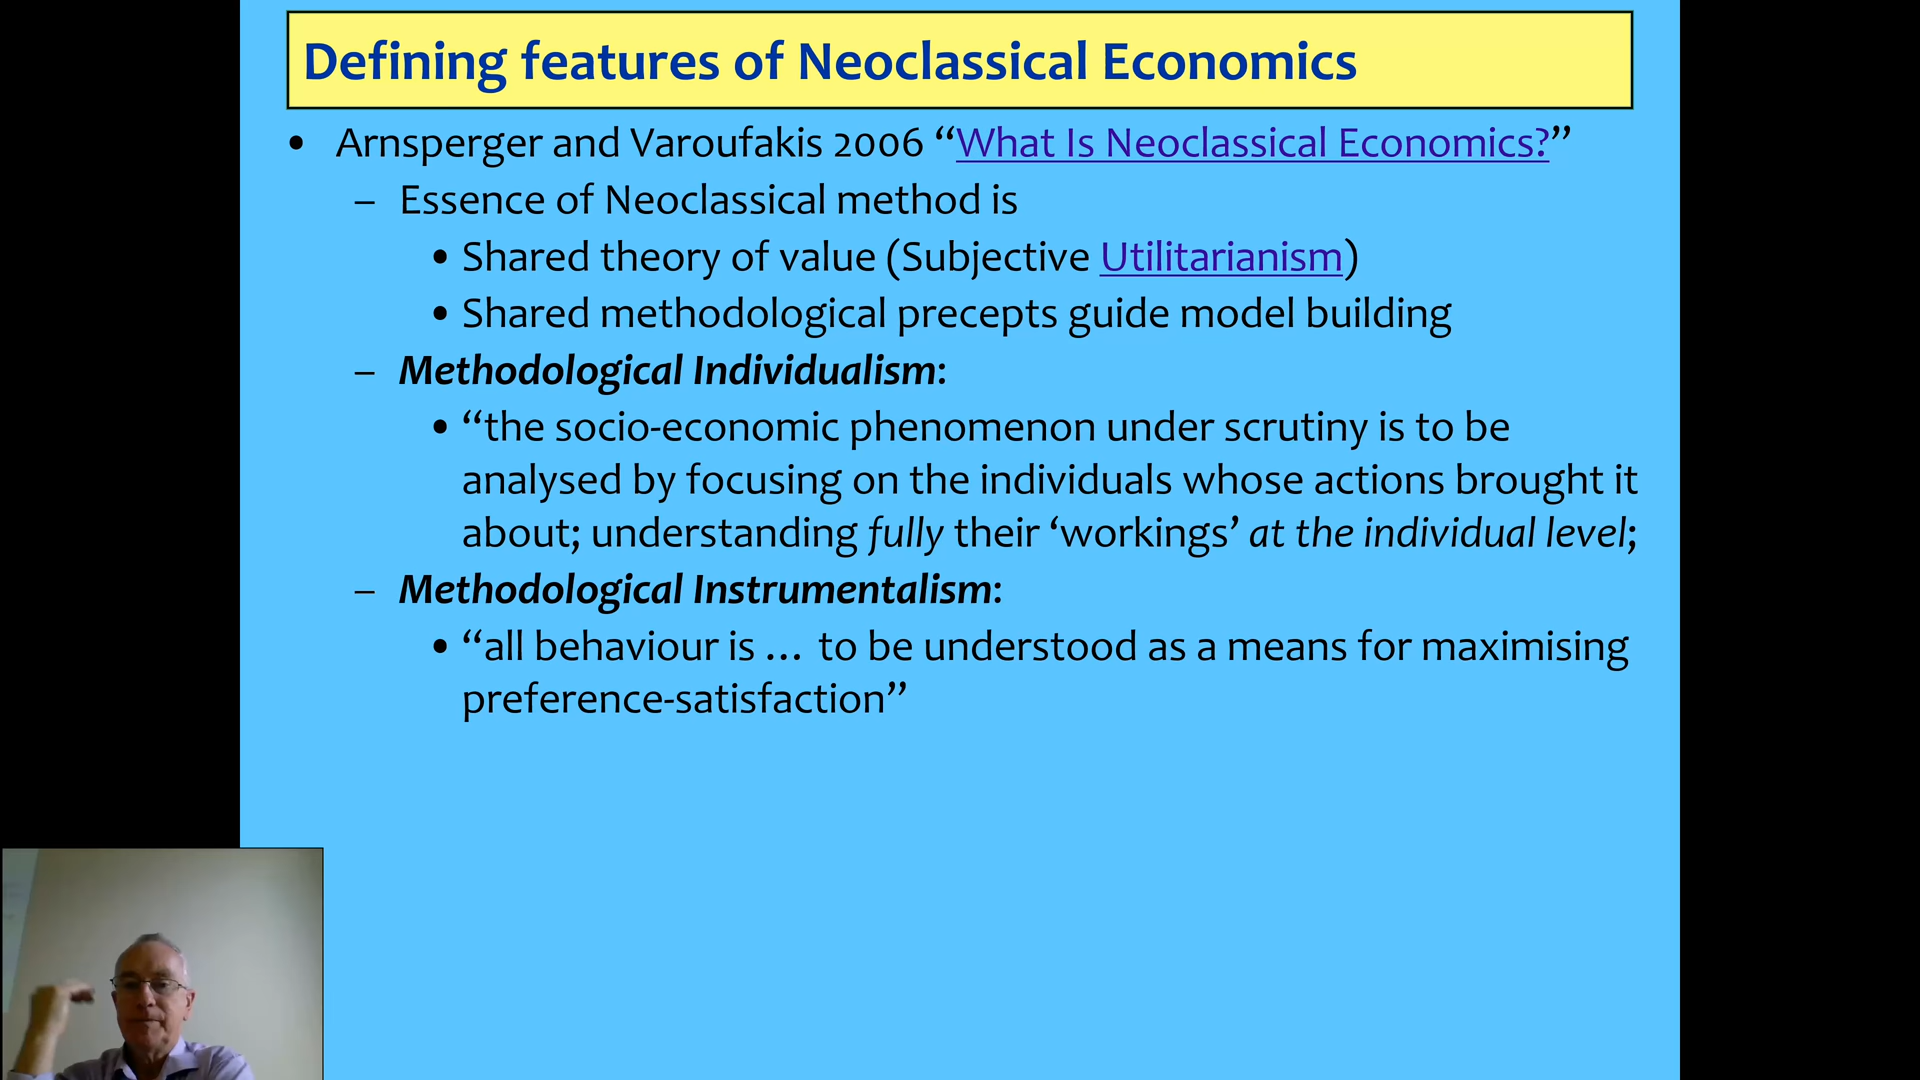 Defining features of Neoclassical Economics
• Arnsperger and Varoufakis 2006 “What Is Neoclassical Economics?”
– Essence of Neoclassical method is
• Shared theory of value (Subjective Utilitarianism)
• Shared methodological precepts guide model building
– Methodological Individualism:
• “the socio-economic phenomenon under scrutiny is to be
analysed by focusing on the individuals whose actions brought it
about; understanding fully their ‘workings’ at the individual level;
– Methodological Instrumentalism:
• “all behaviour is … to be understood as a means for maximising
preference-satisfaction”